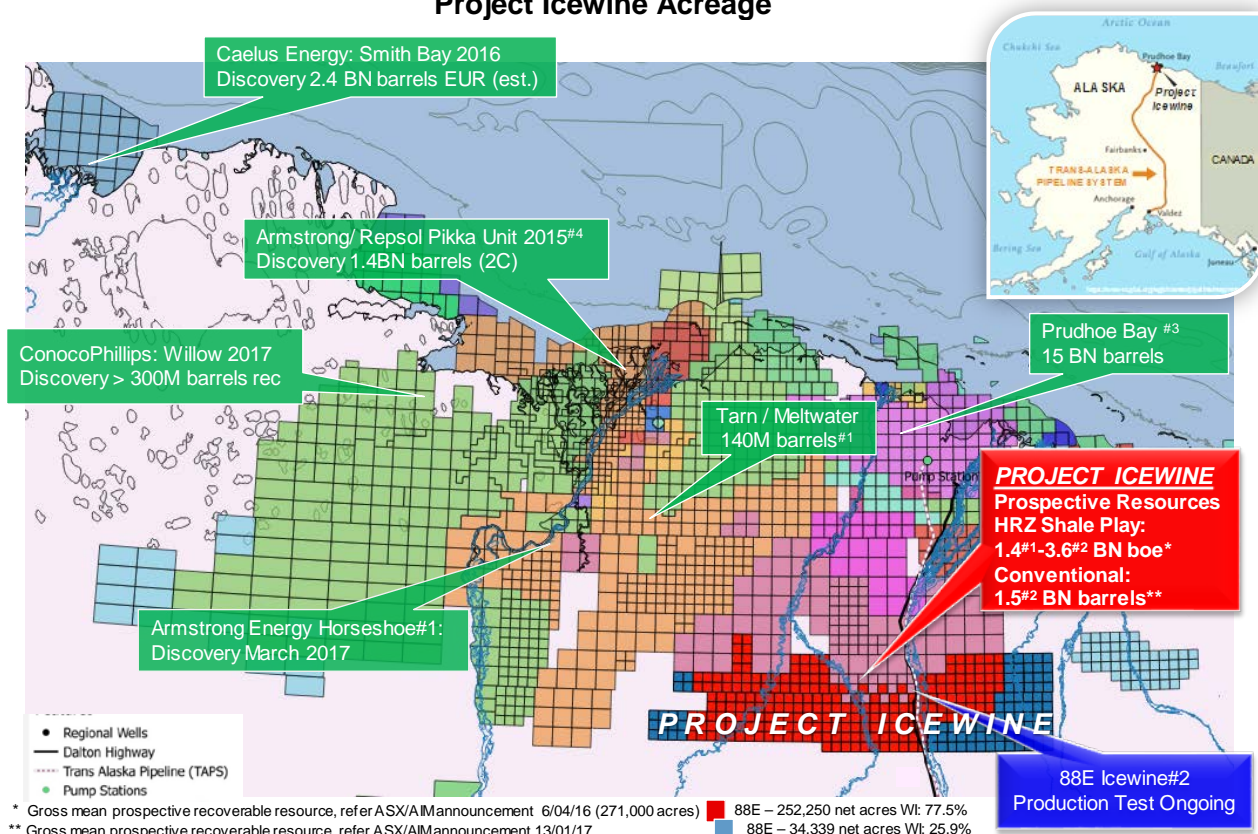 Project Icewine Acreage
Caelus Energy: Smith Bay 2016
Discovery 2.4 BN barrels EUR (est.)
Arctic Ocean
Chukchi Sea
Prudhoe Bay
Beaufort
ALASKA
Project
Icewine
Fairbanks
CANADA
TRANS-ALASKA
PIPELINE SYSTEM
Anchorage
Valdez
Bering Sea
Gulf of Alaska
Juneau
Armstrong/ Repsol Pikka Unit 2015#4
Discovery 1.4BN barrels (2C)
Prudhoe Bay #3
15 BN barrels
ConocoPhillips: Willow 2017
Discovery > 300M barrels rec
Tarn / Meltwater
140M barrels#1
Pump Station
PROJECT ICEWINE
Prospective Resources
HRZ Shale Play:
1.4#1-3.6#2 BN boe*
Conventional:
1.5#2 BN barrels**
Armstrong Energy Horseshoe#1:
Discovery March 2017
PROJECT ICEWINE
Regional Wells
Dalton Highway
Trans Alaska Pipeline (TAPS)
Pump Stations
88E Icewine#2
Production Test Ongoing
* Gross mean prospective recoverable resource, refer ASX/AIM announcement 6/04/16 (271,000 acres)
88E – 252,250 net acres WI: 77.5%
** Gross mean prospective recoverable resource, refer ASX/AIM announcement 13/01/17
88E – 34,339 net acres WI: 25.9%